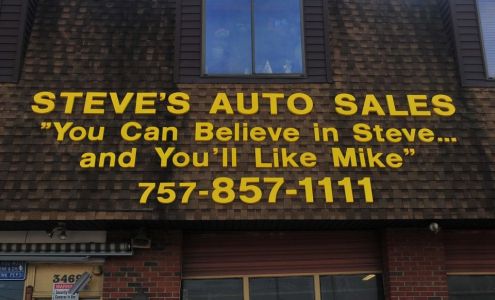 STEVE'S AUTO SALES
"You Can Believe in Steve...
and You'll Like Mike"
757-857-1111